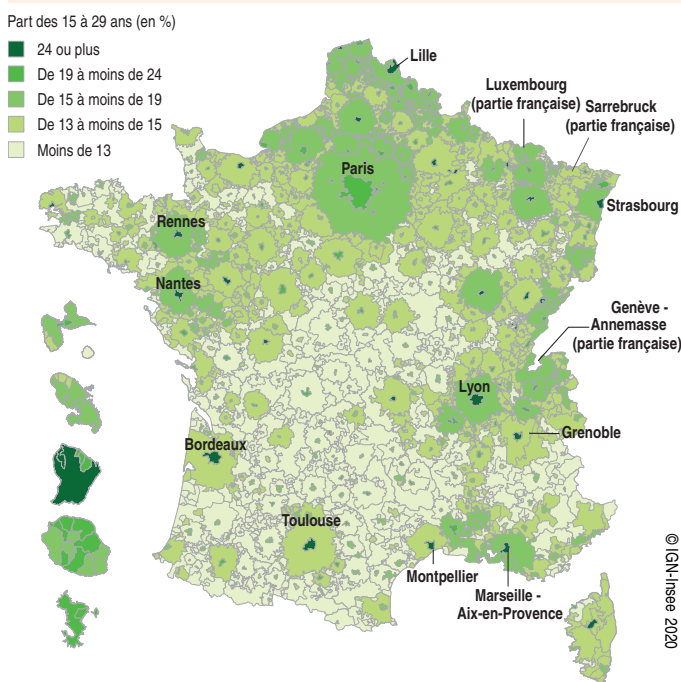 Part des 15 à 29 ans (en %)
24 ou plus
De 19 à moins de 24
De 15 à moins de 19
De 13 à moins de 15
Moins de 13
Lille
Luxembourg
(partie française)
Sarrebruck
(partie française)
Paris
Strasbourg
Rennes
Nantes
Genève -
Annemasse
(partie française)
Lyon
Grenoble
Bordeaux
Toulouse
Montpellier
Marseille -
Aix-en-Provence
© IGN-Insee 2020